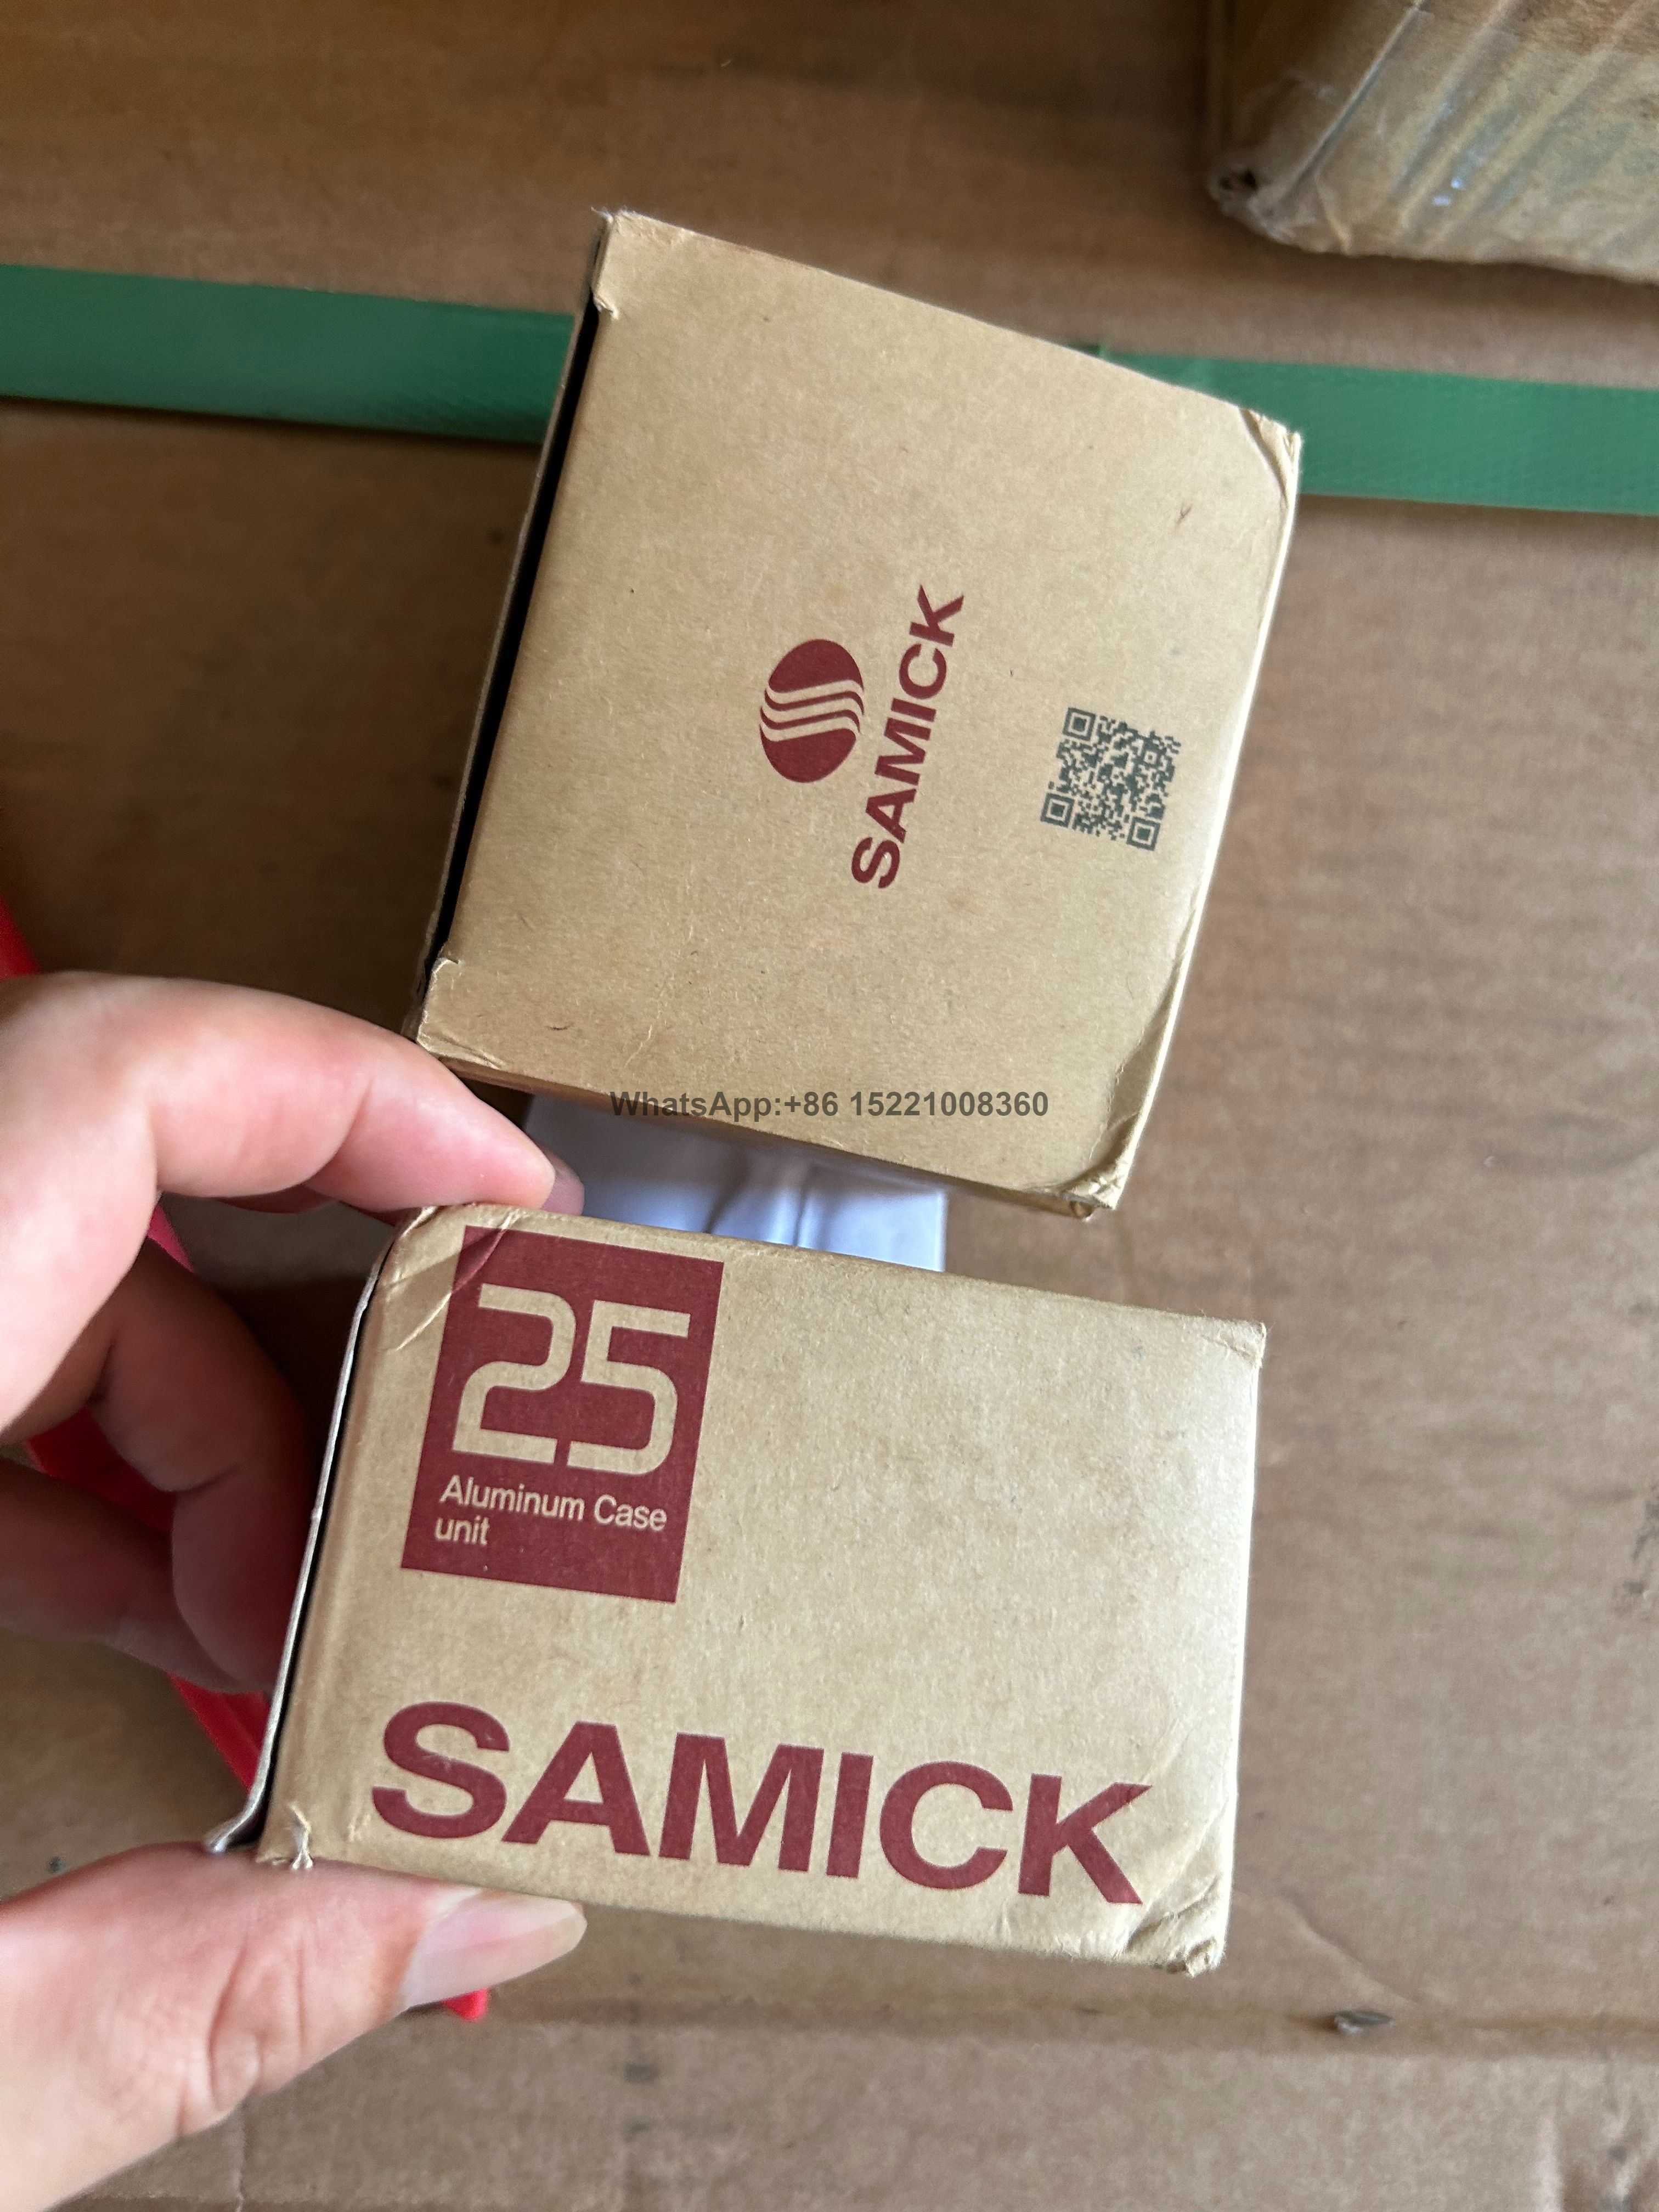 SAMICK
WhatsApp:+86 15221008360
25
Aluminum Case
unit
SAMICK